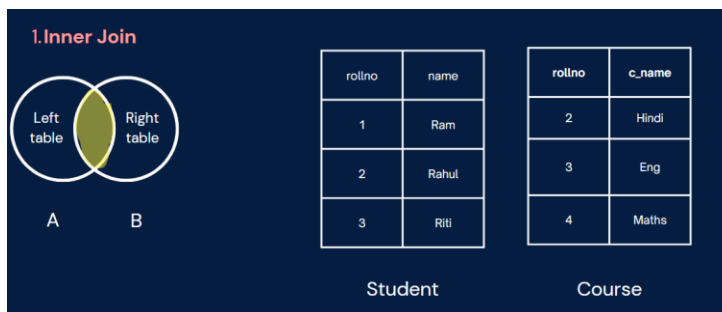 1.Inner Join
Left
table
Right
table
A
B
rollno name
1 Ram
2 Rahul
3 Riti
Student
rollno c_name
2 Hindi
3 Eng
4 Maths
Course